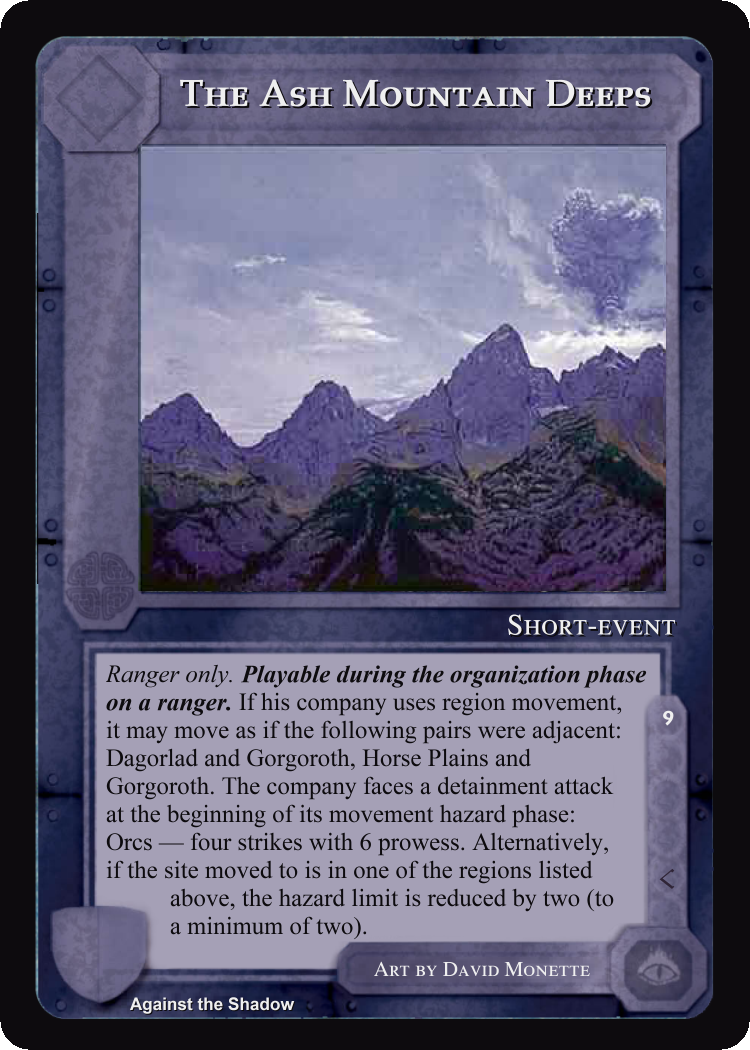 The Ash Mountain Deeps
Short-event
Ranger only. Playable during the organization phase
on a ranger. If his company uses region movement,
it may move as if the following pairs were adjacent:
Dagorlad and Gorgoroth, Horse Plains and
Gorgoroth. The company faces a detainment attack
at the beginning of its movement hazard phase:
Orcs — four strikes with 6 prowess. Alternatively,
if the site moved to is in one of the regions listed
above, the hazard limit is reduced by two (to
a minimum of two).
9
Art by David Monette
Against the Shadow